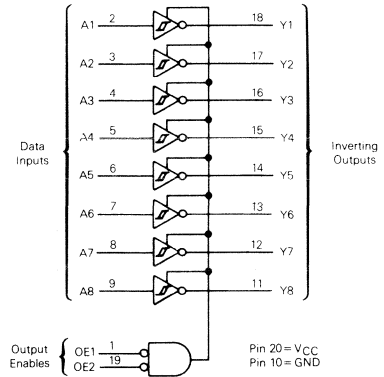 A1 2 18 Y1
A2 3 17 Y2
A3 4 16 Y3
A4 5 15 Y4
Data
Inputs
Inverting
Outputs
A5 6 14 Y5
A6 7 13 Y6
A7 8 12 Y7
A8 9 11 Y8
Output
Enables
OE1 1
OE2 19
Pin 20 = VCC
Pin 10 = GND